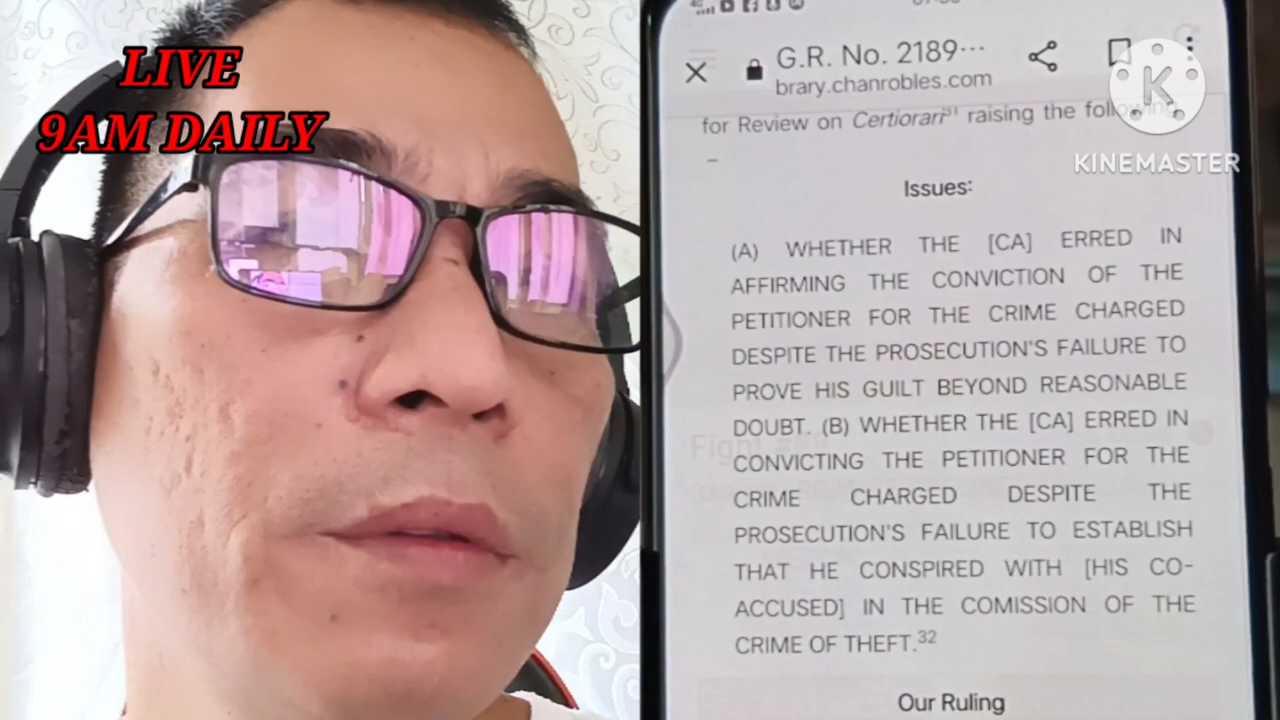 LIVE
9AM DAILY
G.R. No. 2189...
brary.chanrobles.com
for Review on Certiorari31 raising the following
–
KINEMASTER
Issues:
(A) WHETHER THE [CA] ERRED IN
AFFIRMING THE CONVICTION OF THE
PETITIONER FOR THE CRIME CHARGED
DESPITE THE PROSECUTION'S FAILURE TO
PROVE HIS GUILT BEYOND REASONABLE
DOUBT. (B) WHETHER THE [CA] ERRED IN
CONVICTING THE PETITIONER FOR THE
CRIME CHARGED DESPITE THE
PROSECUTION'S FAILURE TO ESTABLISH
THAT HE CONSPIRED WITH [HIS CO-
ACCUSED] IN THE COMISSION OF THE
CRIME OF THEFT.32
Our Ruling